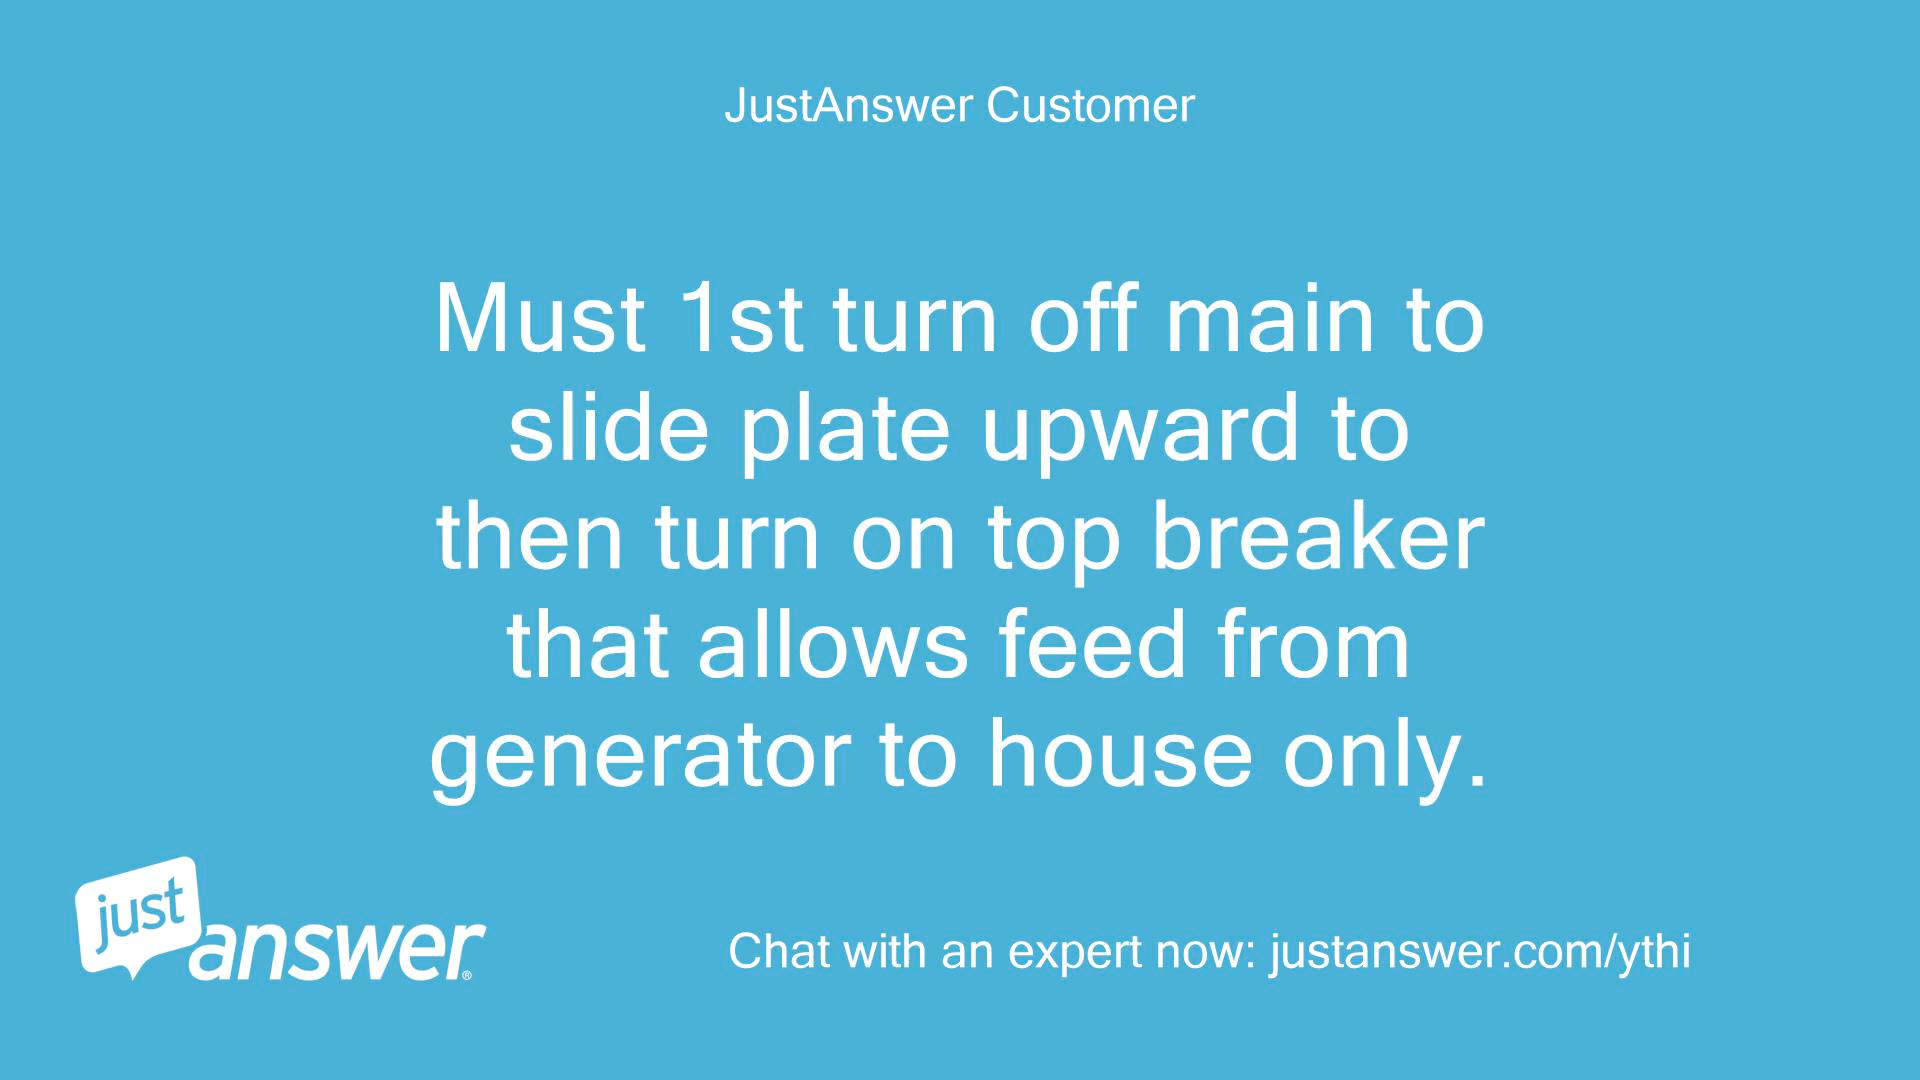 JustAnswer Customer
Must 1st turn off main to
slide plate upward to
then turn on top breaker
that allows feed from
generator to house only.
just
answer®
Chat with an expert now: justanswer.com/ythi